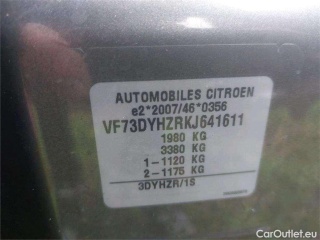 AUTOMOBILES CITROEN
e2*2007/46*0356
VF73DYHZRKJ641611
1980 KG
3380 KG
1-1120 KG
2-1175 KG
3DYHZR/1S
CarOutlet.eu